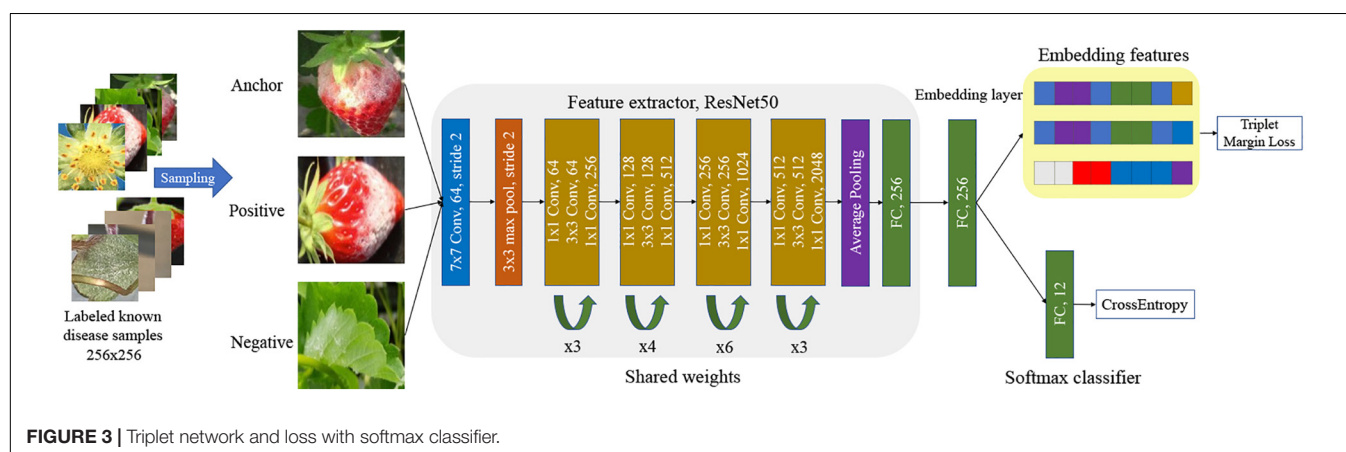 Anchor
Positive
Negative
Sampling
Labeled known
disease samples
256x256
Feature extractor, ResNet50
7x7 Conv, 64, stride 2
3x3 max pool, stride 2
1x1 Conv, 64
3x3 Conv, 64
1x1 Conv, 256
1x1 Conv, 128
3x3 Conv, 128
1x1 Conv, 512
1x1 Conv, 256
3x3 Conv, 256
1x1 Conv, 1024
1x1 Conv, 512
3x3 Conv, 512
1x1 Conv, 2048
Average Pooling
FC, 256
x3
x4
x6
x3
Shared weights
Embedding layer
FC, 256
Embedding features
Triplet
Margin Loss
FC, 12
CrossEntropy
Softmax classifier
FIGURE 3 | Triplet network and loss with softmax classifier.